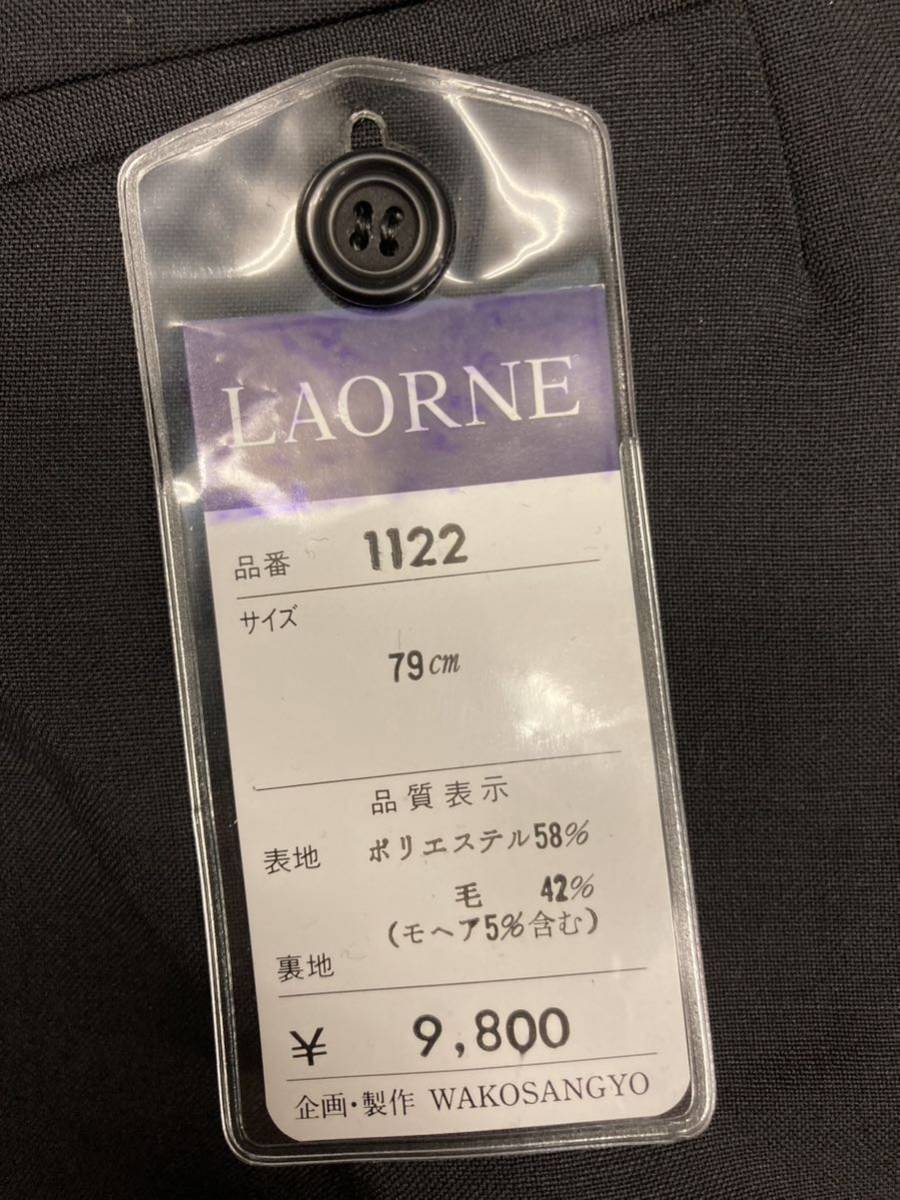 LAORNE
品番 1122
サイズ
79cm
品質表示
表地 ポリエステル58%
毛 42%
(モヘア5%含む)
裏地
¥ 9,800
企画・製作 WAKOSANGYO